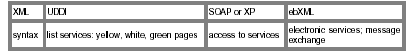 XML UDDI SOAP or XP ebXML
syntax list services: yellow, white, green pages access to services electronic services; message
exchange